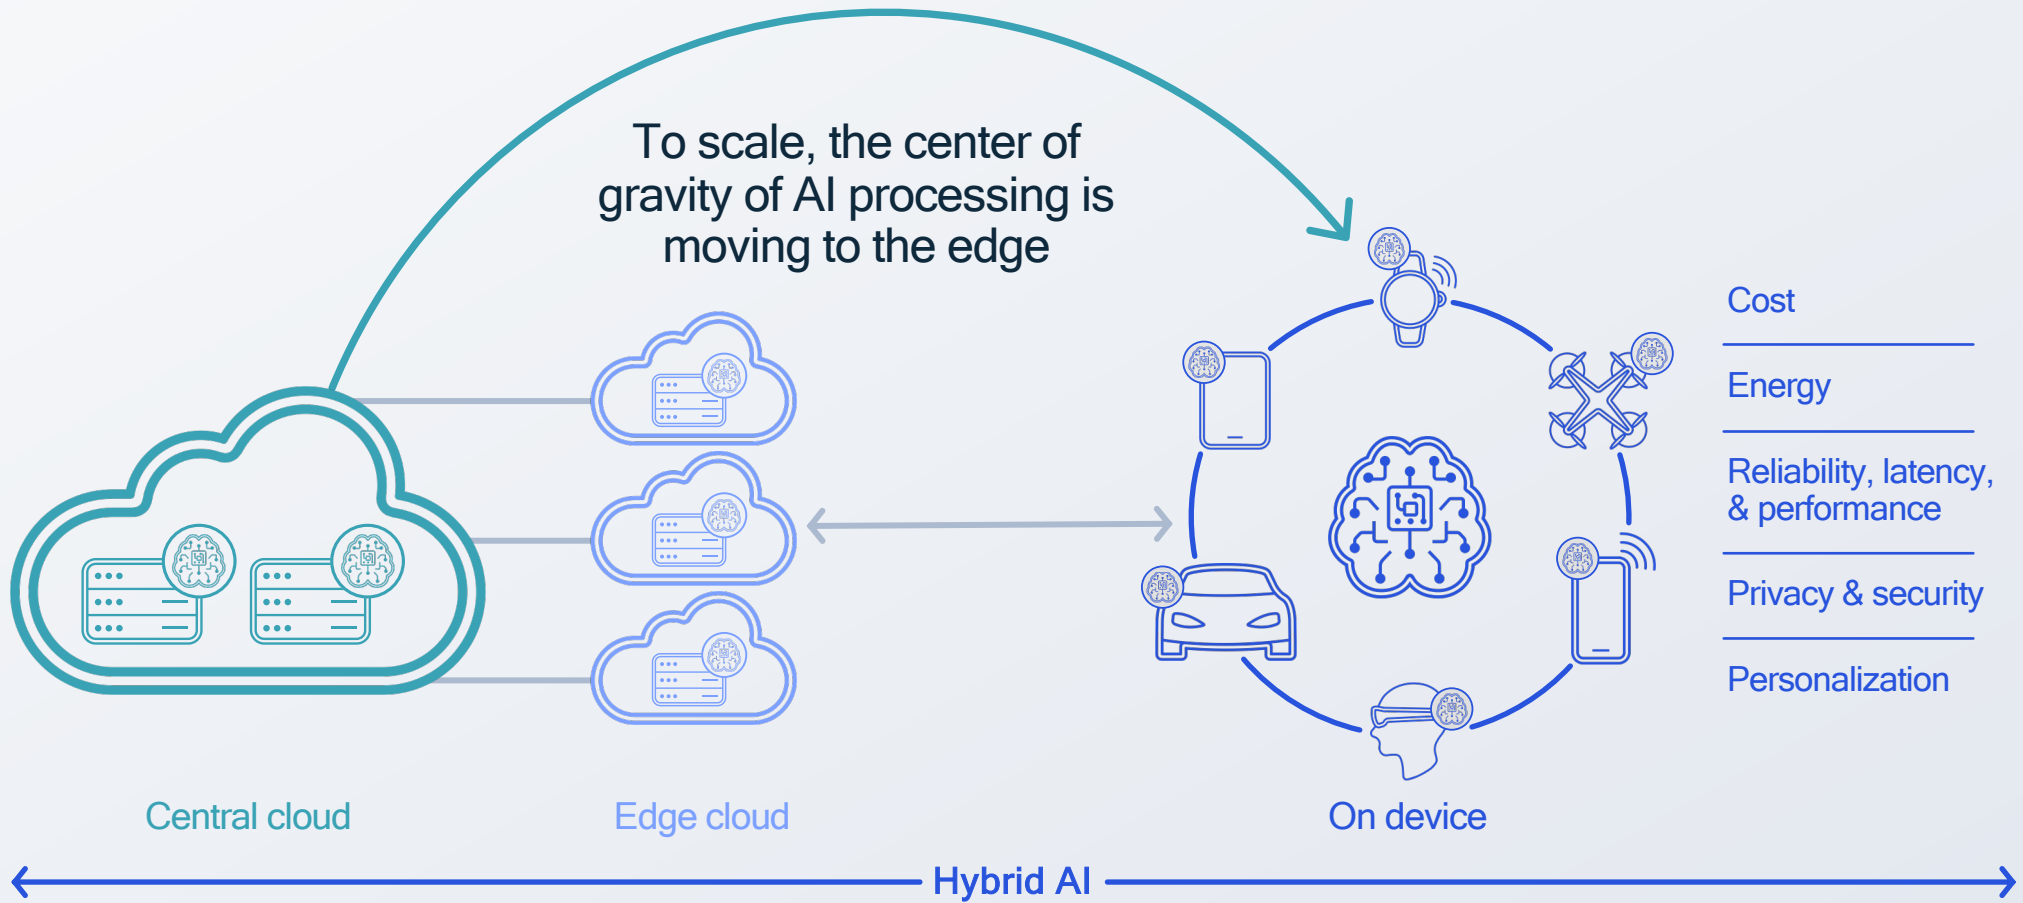 To scale, the center of
gravity of AI processing is
moving to the edge
Cost
Energy
Reliability, latency,
& performance
Privacy & security
Personalization
Central cloud
Edge cloud
On device
Hybrid AI